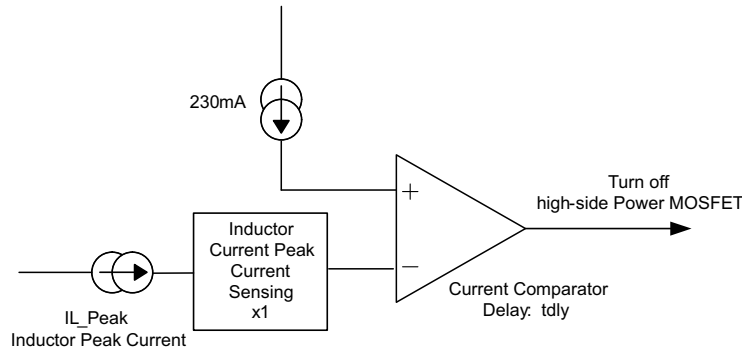 230mA
+
Turn off
high-side Power MOSFET
Inductor
Current Peak
Current
Sensing
x1
−
Current Comparator
Delay: tdly
IL_Peak
Inductor Peak Current